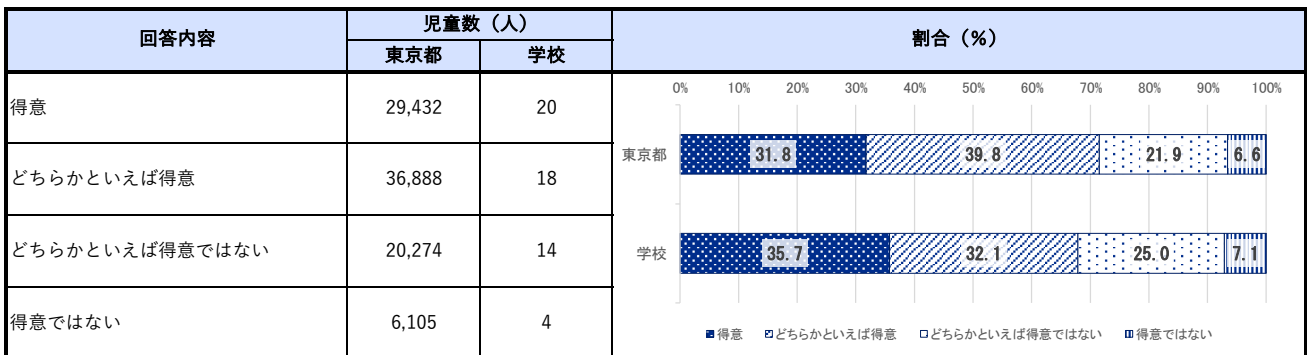 回答内容
児童数（人）
割合（%）
東京都 学校
得意 29,432 20
どちらかといえば得意 36,888 18
どちらかといえば得意ではない 20,274 14
得意ではない 6,105 4
0% 10% 20% 30% 40% 50% 60% 70% 80% 90% 100%
東京都 31.8 39.8 21.9 6.6
学校 35.7 32.1 25.0 7.1
得意 どちらかといえば得意 どちらかといえば得意ではない 得意ではない